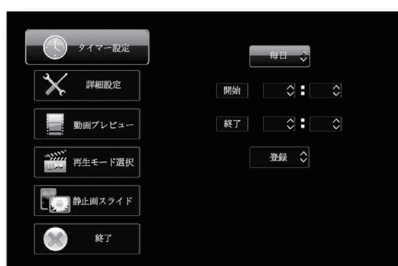 タイマー設定
詳細設定
動画プレビュー
再生モード選択
静止画スライド
終了
毎日
開始 :
終了 :
登録